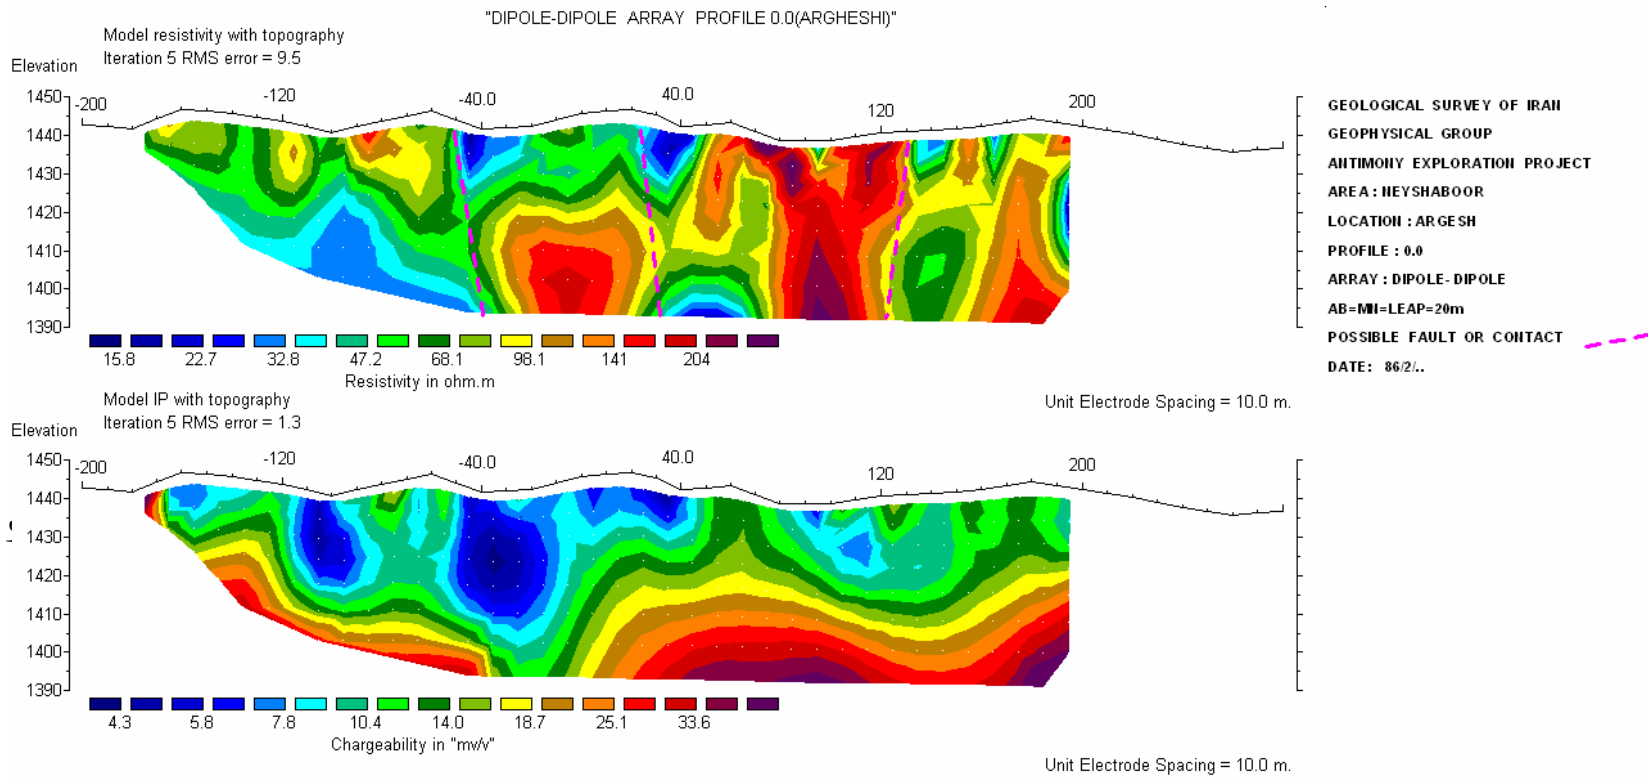 "DIPOLE-DIPOLE ARRAY PROFILE 0.0(ARGHESHI)"
Model resistivity with topography
Iteration 5 RMS error = 9.5
Elevation
-200 -120 -40.0 40.0 120 200
1450
1440
1430
1420
1410
1400
1390
15.8 22.7 32.8 47.2 68.1 98.1 141 204
Resistivity in ohm.m
Unit Electrode Spacing = 10.0 m.
Model IP with topography
Iteration 5 RMS error = 1.3
Elevation
-200 -120 -40.0 40.0 120 200
1450
1440
1430
1420
1410
1400
1390
4.3 5.8 7.8 10.4 14.0 18.7 25.1 33.6
Chargeability in "mv/v"
Unit Electrode Spacing = 10.0 m.
GEOLOGICAL SURVEY OF IRAN
GEOPHYSICAL GROUP
ANTIMONY EXPLORATION PROJECT
AREA : NEYSHABOOR
LOCATION : ARGESH
PROFILE : 0.0
ARRAY : DIPOLE- DIPOLE
AB=MN=LEAP=20m
POSSIBLE FAULT OR CONTACT
DATE: 86/2/..